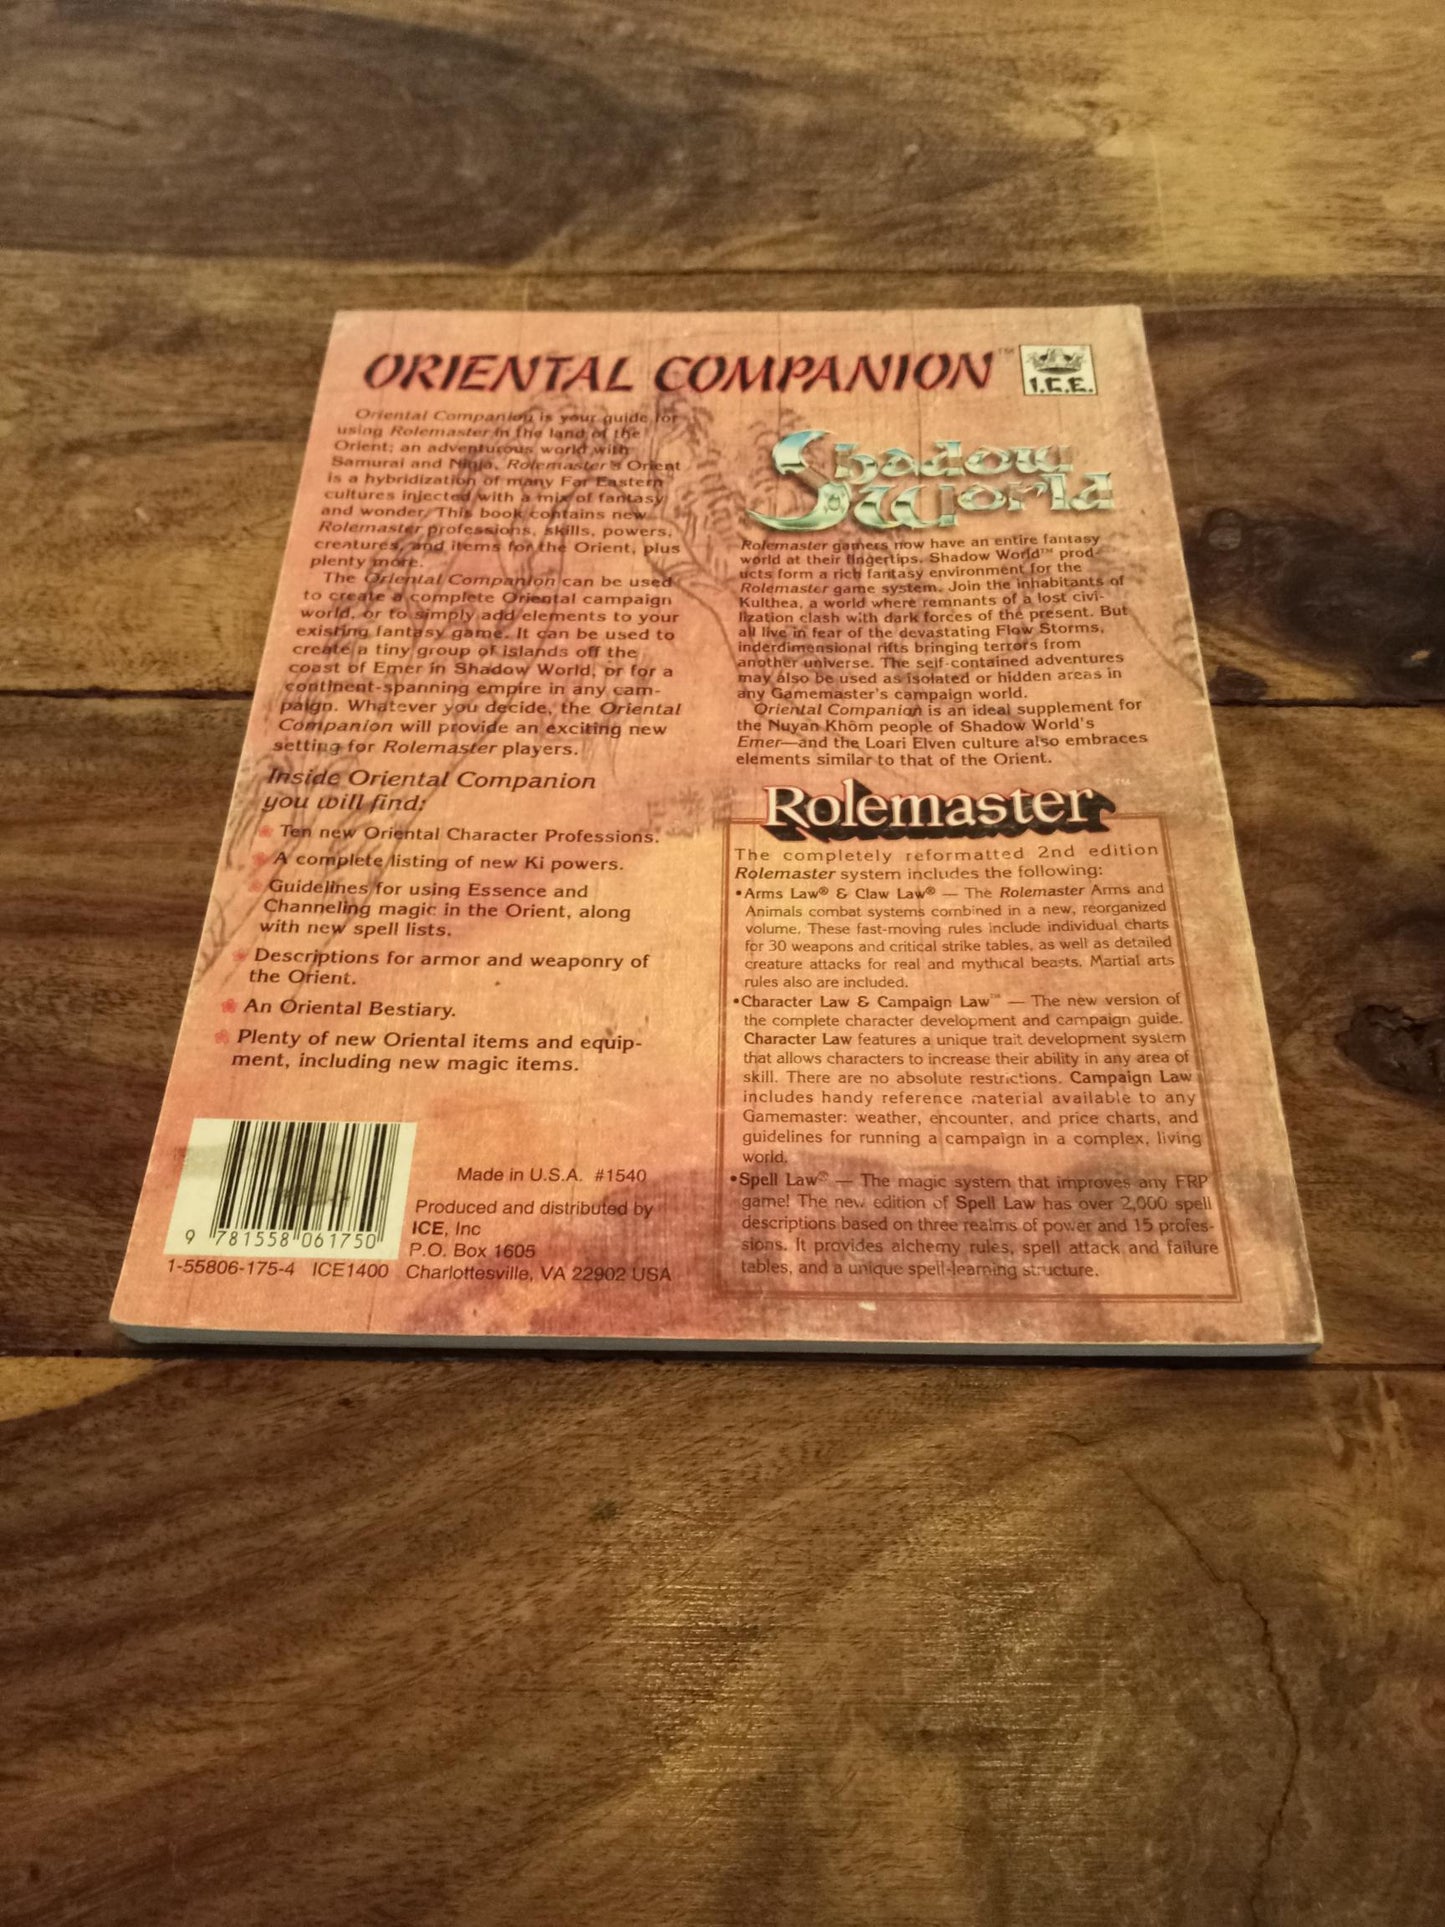 ORIENTAL COMPANION™
I.C.E.
Oriental Companion is your guide for
using Rolemaster in the land of the
Orient; an adventurous world with
Samurai and Ninja. Rolemaster's Orient
is a hybridization of many Far Eastern
cultures injected with a mix of fantasy
and wonder. This book contains new
Rolemaster professions, skills, powers,
creatures, and items for the Orient, plus
plenty more.
The Oriental Companion can be used
to create a complete Oriental campaign
world, or to simply add elements to your
existing fantasy game. It can be used to
create a tiny group of islands off the
coast of Emer in Shadow World, or for a
continent-spanning empire in any cam-
paign. Whatever you decide, the Oriental
Companion will provide an exciting new
setting for Rolemaster players.
Inside Oriental Companion
you will find:
Ten new Oriental Character Professions.
A complete listing of new Ki powers.
Guidelines for using Essence and
Channeling magic in the Orient, along
with new spell lists.
Descriptions for armor and weaponry of
the Orient.
An Oriental Bestiary.
Plenty of new Oriental items and equip-
ment, including new magic items.
Made in U.S.A. #1540
Produced and distributed by
ICE, Inc
P.O. Box 1605
Charlottesville, VA 22902 USA
9 781558 061750
1-55806-175-4 ICE1400
Shadow
World
Rolemaster gamers now have an entire fantasy
world at their fingertips. Shadow World™ prod-
ucts form a rich fantasy environment for the
Rolemaster game system. Join the inhabitants of
Kulthea, a world where remnants of a lost civi-
lization clash with dark forces of the present. But
all live in fear of the devastating Flow Storms,
inderdimensional rifts bringing terrors from
another universe. The self-contained adventures
may also be used as isolated or hidden areas in
any Gamemaster's campaign world.
Oriental Companion is an ideal supplement for
the Nuyan Khôm people of Shadow World's
Emer—and the Loari Elven culture also embraces
elements similar to that of the Orient.
Rolemaster™
The completely reformatted 2nd edition
Rolemaster system includes the following:
•Arms Law® & Claw Law® — The Rolemaster Arms and
Animals combat systems combined in a new, reorganized
volume. These fast-moving rules include individual charts
for 30 weapons and critical strike tables, as well as detailed
creature attacks for real and mythical beasts. Martial arts
rules also are included.
•Character Law & Campaign Law™ — The new version of
the complete character development and campaign guide.
Character Law features a unique trait development system
that allows characters to increase their ability in any area of
skill. There are no absolute restrictions. Campaign Law
includes handy reference material available to any
Gamemaster: weather, encounter, and price charts, and
guidelines for running a campaign in a complex, living
world.
•Spell Law® — The magic system that improves any FRP
game! The new edition of Spell Law has over 2,000 spell
descriptions based on three realms of power and 15 profes-
sions. It provides alchemy rules, spell attack and failure
tables, and a unique spell-learning structure.